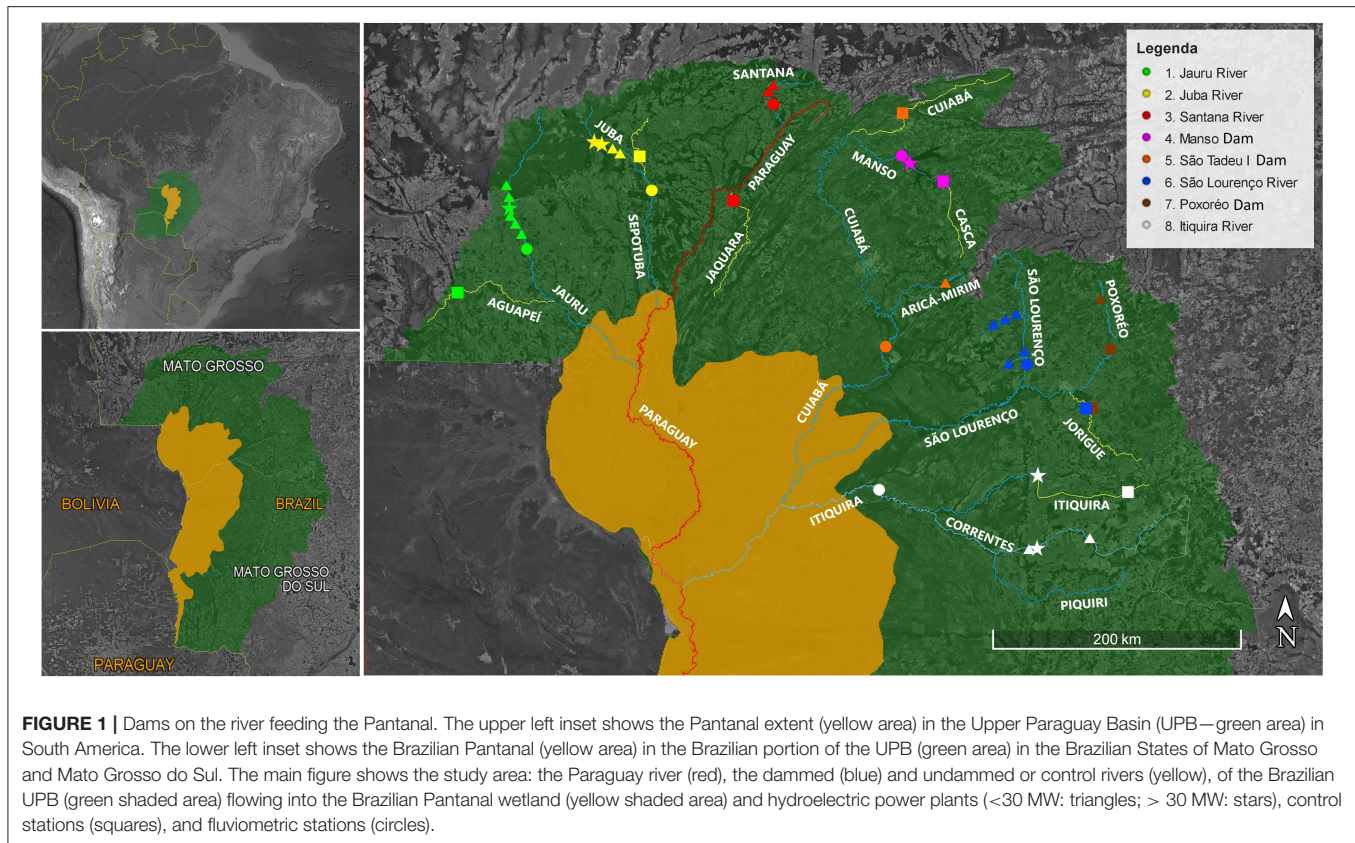 MATO GROSSO
BOLIVIA
BRAZIL
MATO GROSSO
DO SUL
PARAGUAY
SANTANA
CUIABÁ
JUBA
PARAGUAY
MANSO
CASCA
SEPOTUBA
JAQUARA
CUIABÁ
JAURU
AGUAPEÍ
ARICÁ-MIRIM
SÃO LOURENÇO
POXORÉO
PARAGUAY
CUIABÁ
SÃO LOURENÇO
JORIGUE
ITIQUIRA
ITIQUIRA
CORRENTES
PIQUIRI
Legenda
1. Jauru River
2. Juba River
3. Santana River
4. Manso Dam
5. São Tadeu I Dam
6. São Lourenço River
7. Poxoréo Dam
8. Itiquira River
N
200 km
FIGURE 1 | Dams on the river feeding the Pantanal. The upper left inset shows the Pantanal extent (yellow area) in the Upper Paraguay Basin (UPB—green area) in
South America. The lower left inset shows the Brazilian Pantanal (yellow area) in the Brazilian portion of the UPB (green area) in the Brazilian States of Mato Grosso
and Mato Grosso do Sul. The main figure shows the study area: the Paraguay river (red), the dammed (blue) and undammed or control rivers (yellow), of the Brazilian
UPB (green shaded area) flowing into the Brazilian Pantanal wetland (yellow shaded area) and hydroelectric power plants (<30 MW: triangles; > 30 MW: stars), control
stations (squares), and fluviometric stations (circles).